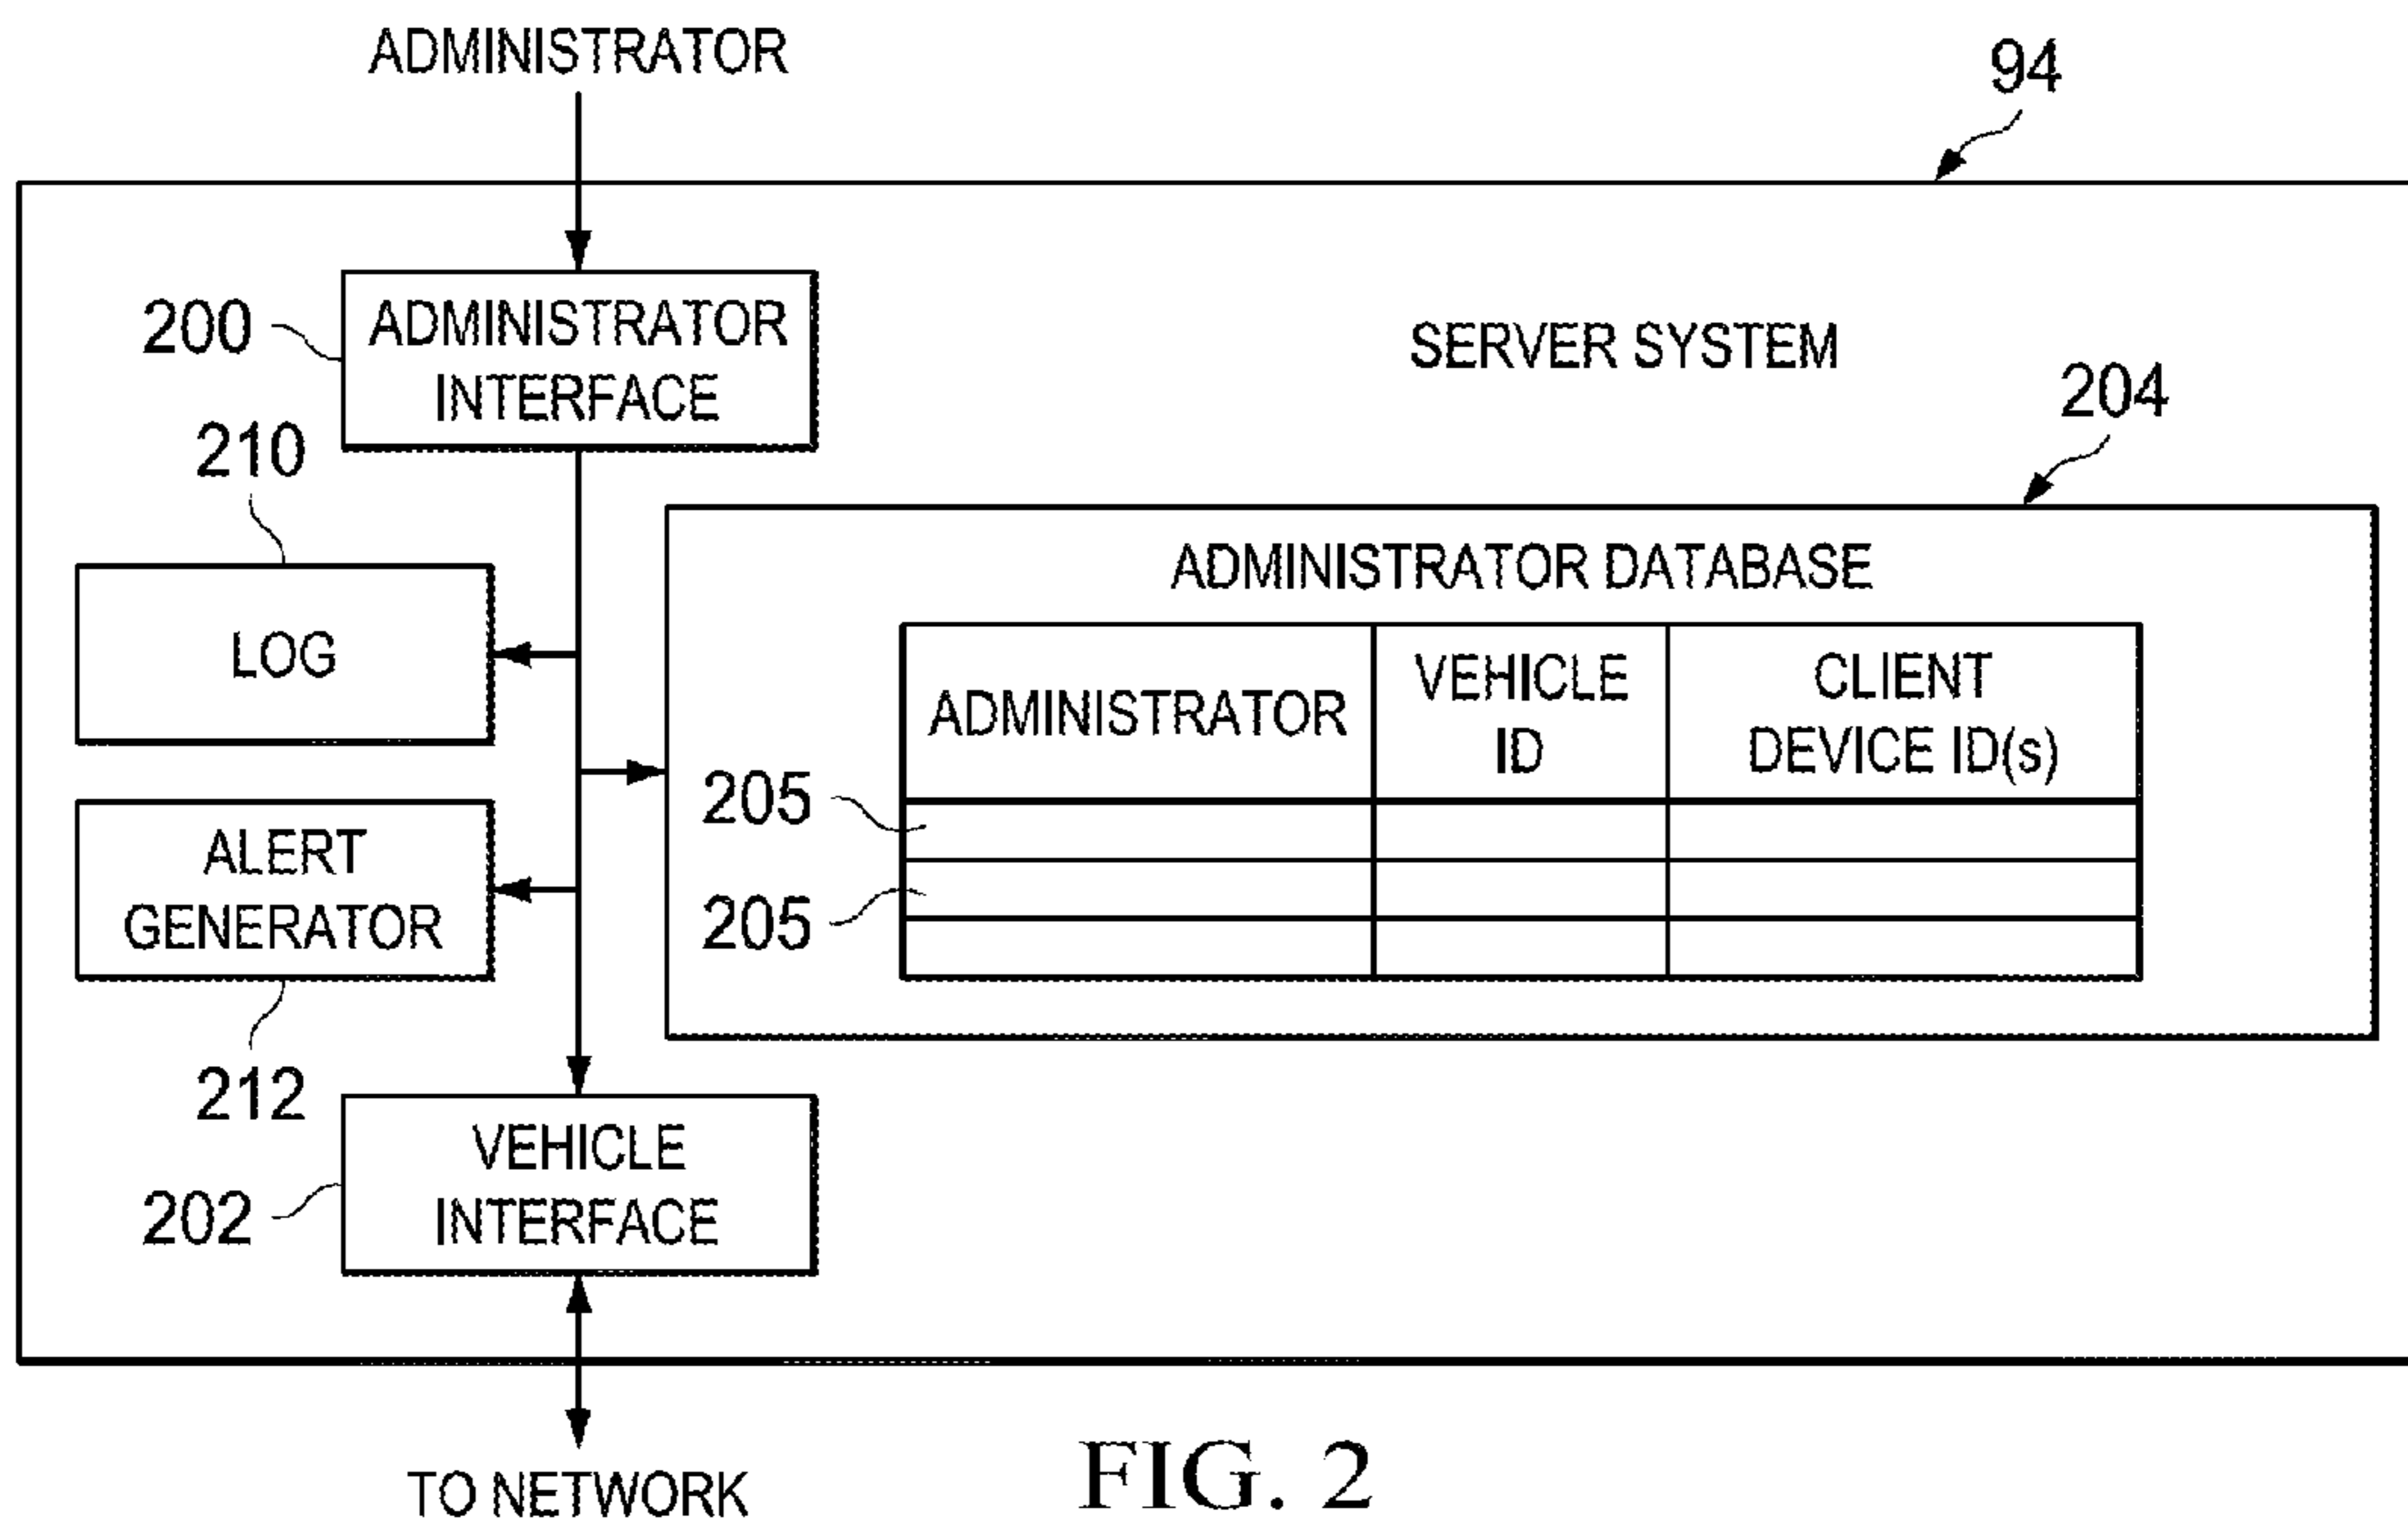 ADMINISTRATOR
94
200
ADMINISTRATOR
INTERFACE
SERVER SYSTEM
210
204
LOG
ADMINISTRATOR DATABASE
ADMINISTRATOR
VEHICLE
ID
CLIENT
DEVICE ID(s)
205
205
ALERT
GENERATOR
212
202
VEHICLE
INTERFACE
TO NETWORK
FIG. 2